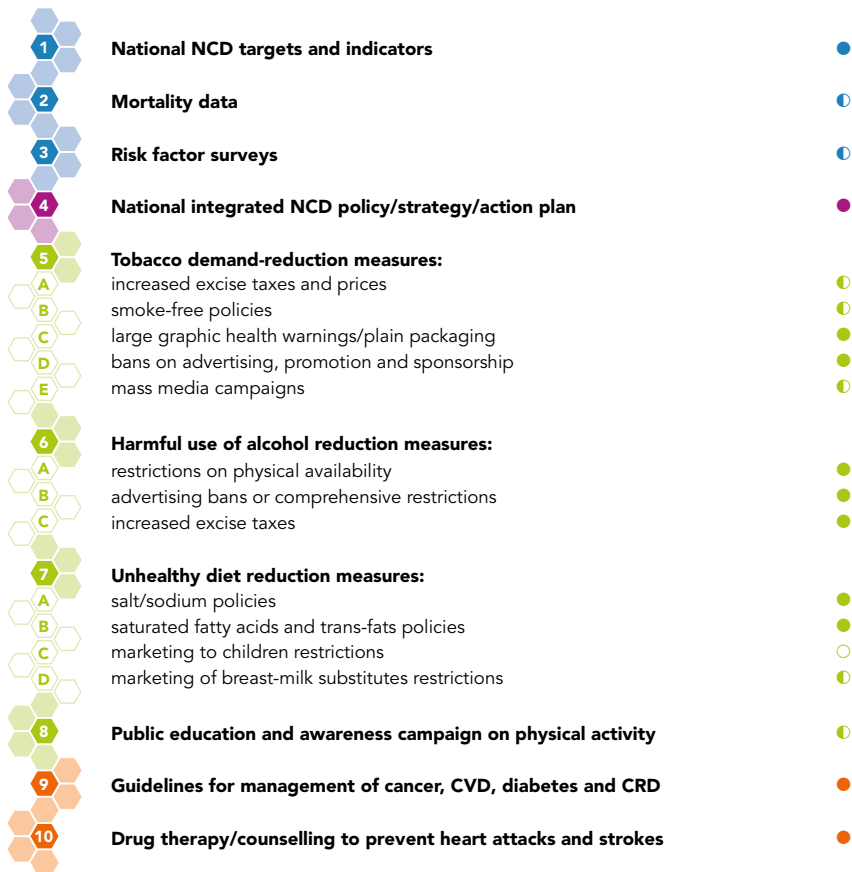 1 National NCD targets and indicators
2 Mortality data
3 Risk factor surveys
4 National integrated NCD policy/strategy/action plan
5 Tobacco demand-reduction measures:
A increased excise taxes and prices
B smoke-free policies
C large graphic health warnings/plain packaging
D bans on advertising, promotion and sponsorship
E mass media campaigns
6 Harmful use of alcohol reduction measures:
A restrictions on physical availability
B advertising bans or comprehensive restrictions
C increased excise taxes
7 Unhealthy diet reduction measures:
A salt/sodium policies
B saturated fatty acids and trans-fats policies
C marketing to children restrictions
D marketing of breast-milk substitutes restrictions
8 Public education and awareness campaign on physical activity
9 Guidelines for management of cancer, CVD, diabetes and CRD
10 Drug therapy/counselling to prevent heart attacks and strokes